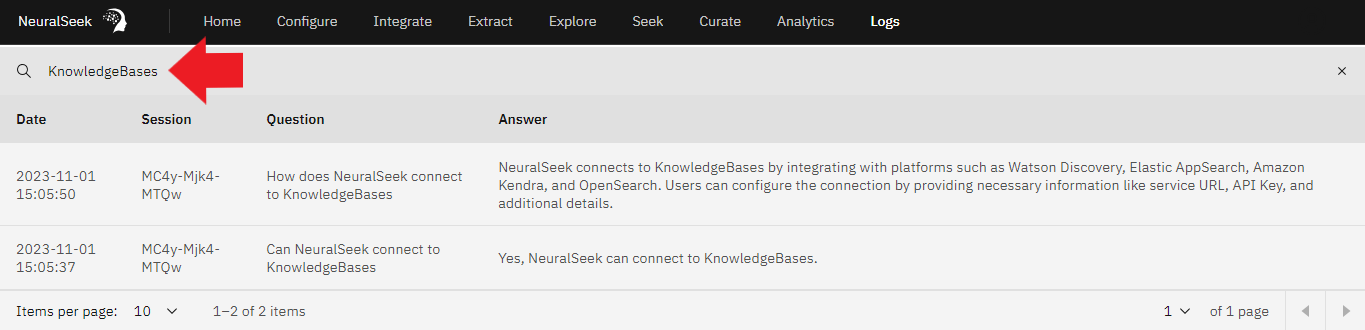 NeuralSeek Home Configure Integrate Extract Explore Seek Curate Analytics Logs
KnowledgeBases
Date Session Question Answer
2023-11-01 15:05:50
MC4y-Mjk4-MTQw
How does NeuralSeek connect
to KnowledgeBases
NeuralSeek connects to KnowledgeBases by integrating with platforms such as Watson Discovery, Elastic AppSearch, Amazon
Kendra, and OpenSearch. Users can configure the connection by providing necessary information like service URL, API Key, and
additional details.
2023-11-01 15:05:37
MC4y-Mjk4-MTQw
Can NeuralSeek connect to
KnowledgeBases
Yes, NeuralSeek can connect to KnowledgeBases.
Items per page: 10 1–2 of 2 items 1 of 1 page